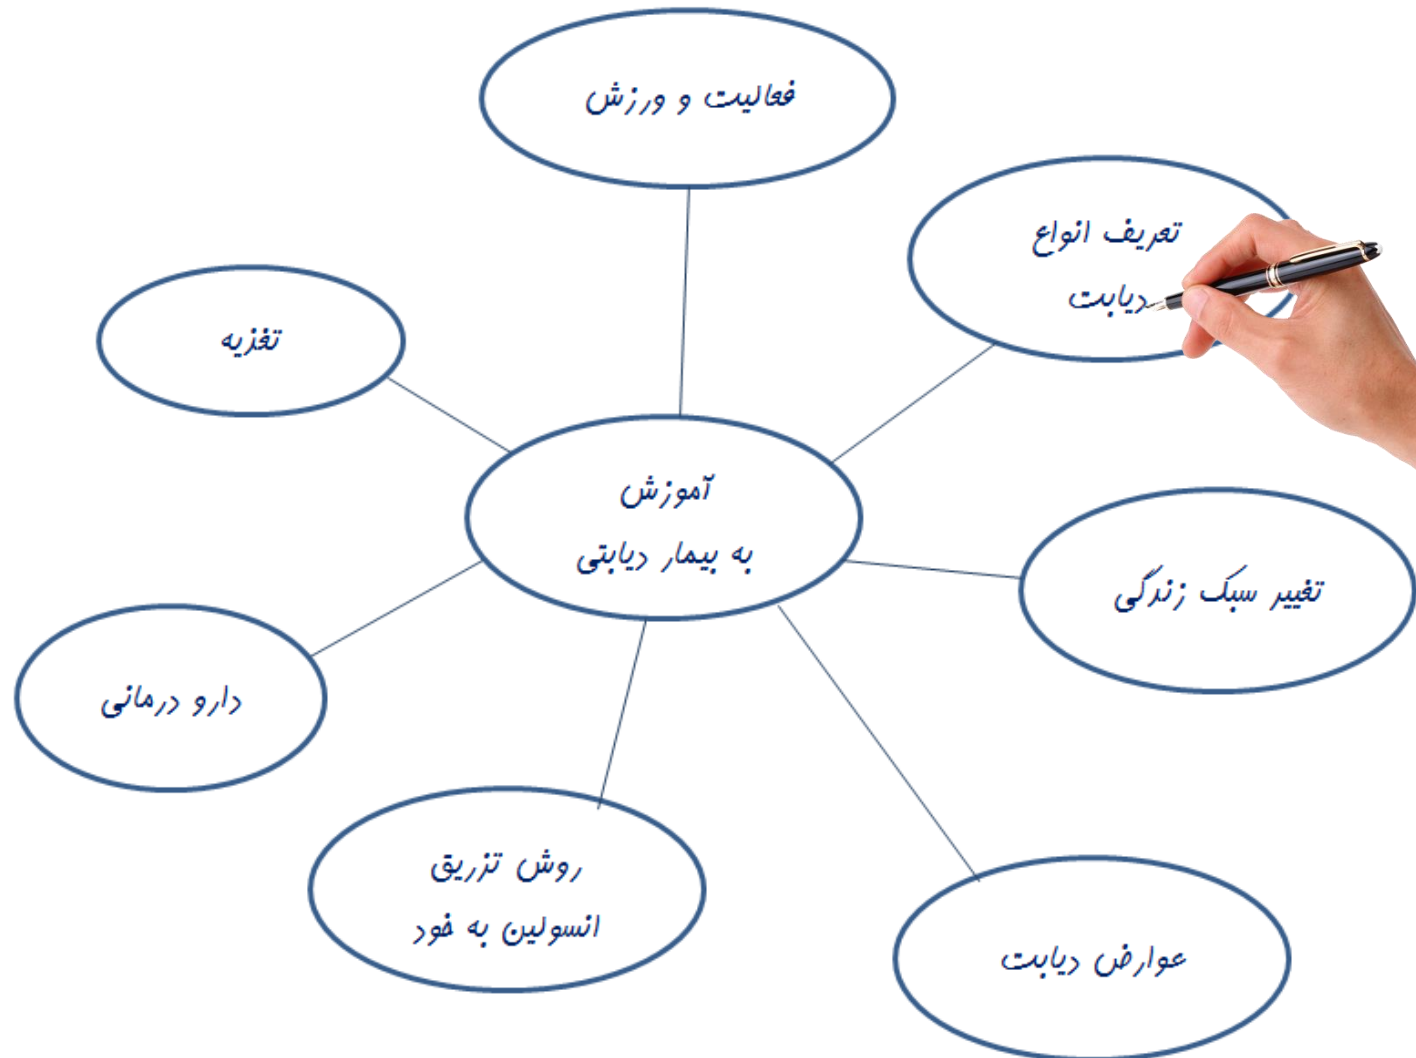 فعالیت و ورزش
تعریف انواع
دیابت
تغذیه
آموزش
به بیمار دیابتی
تغییر سبک زندگی
دارو درمانی
روش تزریق
انسولین به خود
عوارض دیابت